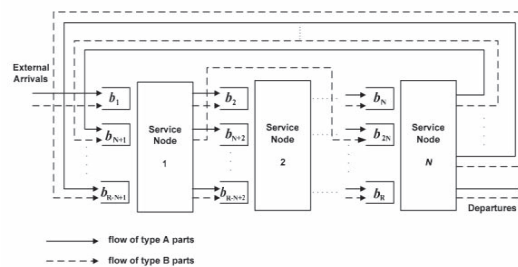 External
Arrivals
b1
b2
bN
bN+1
bN+2
b2N
bR-N+1
bR-N+2
bR
Service
Node
1
Service
Node
2
Service
Node
N
Departures
flow of type A parts
flow of type B parts